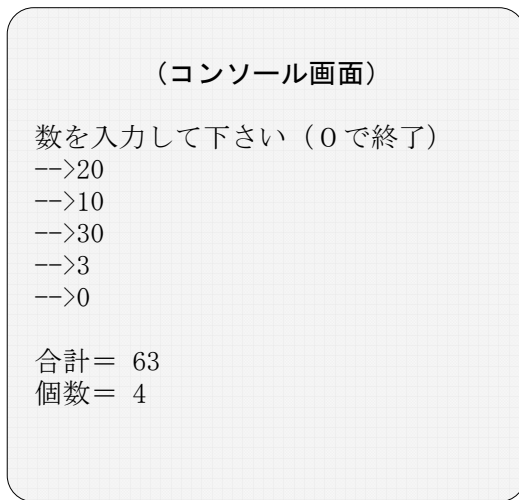 （コンソール画面）
数を入力して下さい（０で終了）
-->20
-->10
-->30
-->3
-->0
合計＝ 63
個数＝ 4